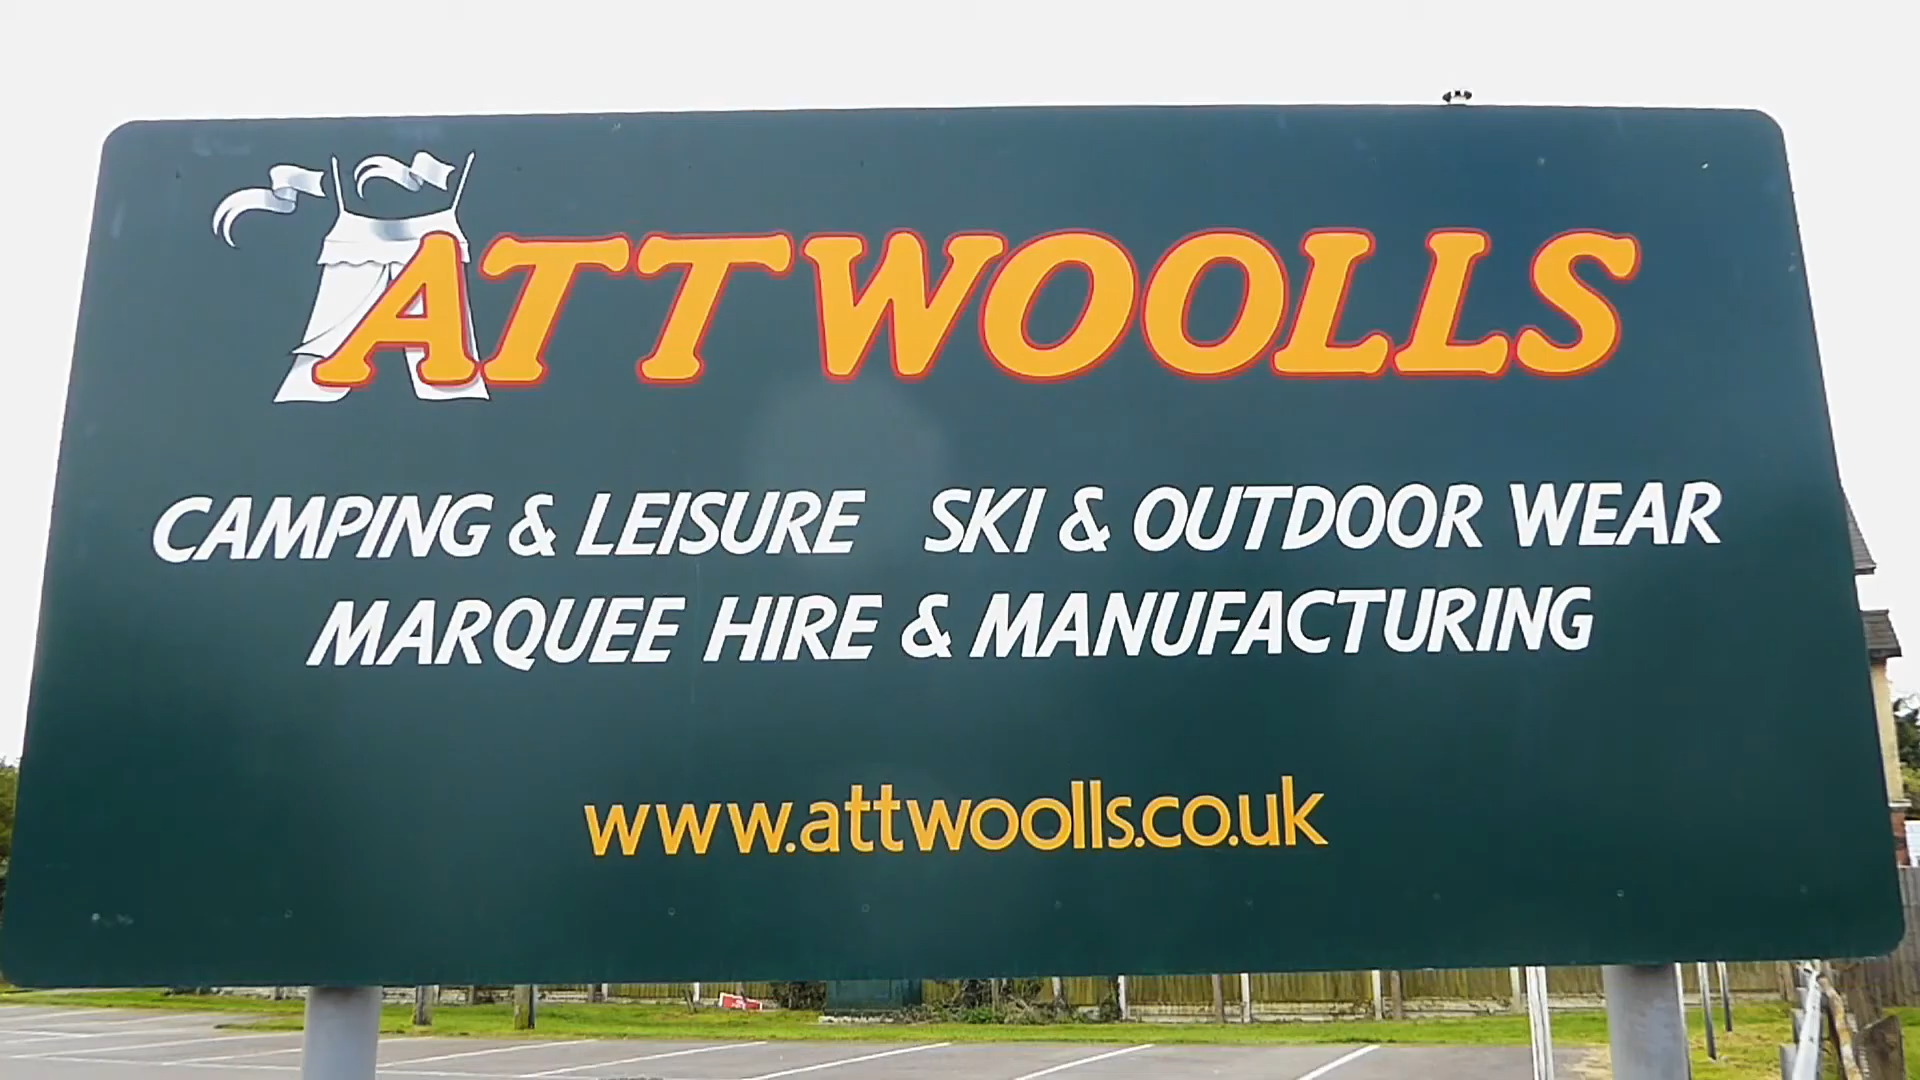 ATTWOOLLS
CAMPING & LEISURE SKI & OUTDOOR WEAR
MARQUEE HIRE & MANUFACTURING
www.attwoolls.co.uk